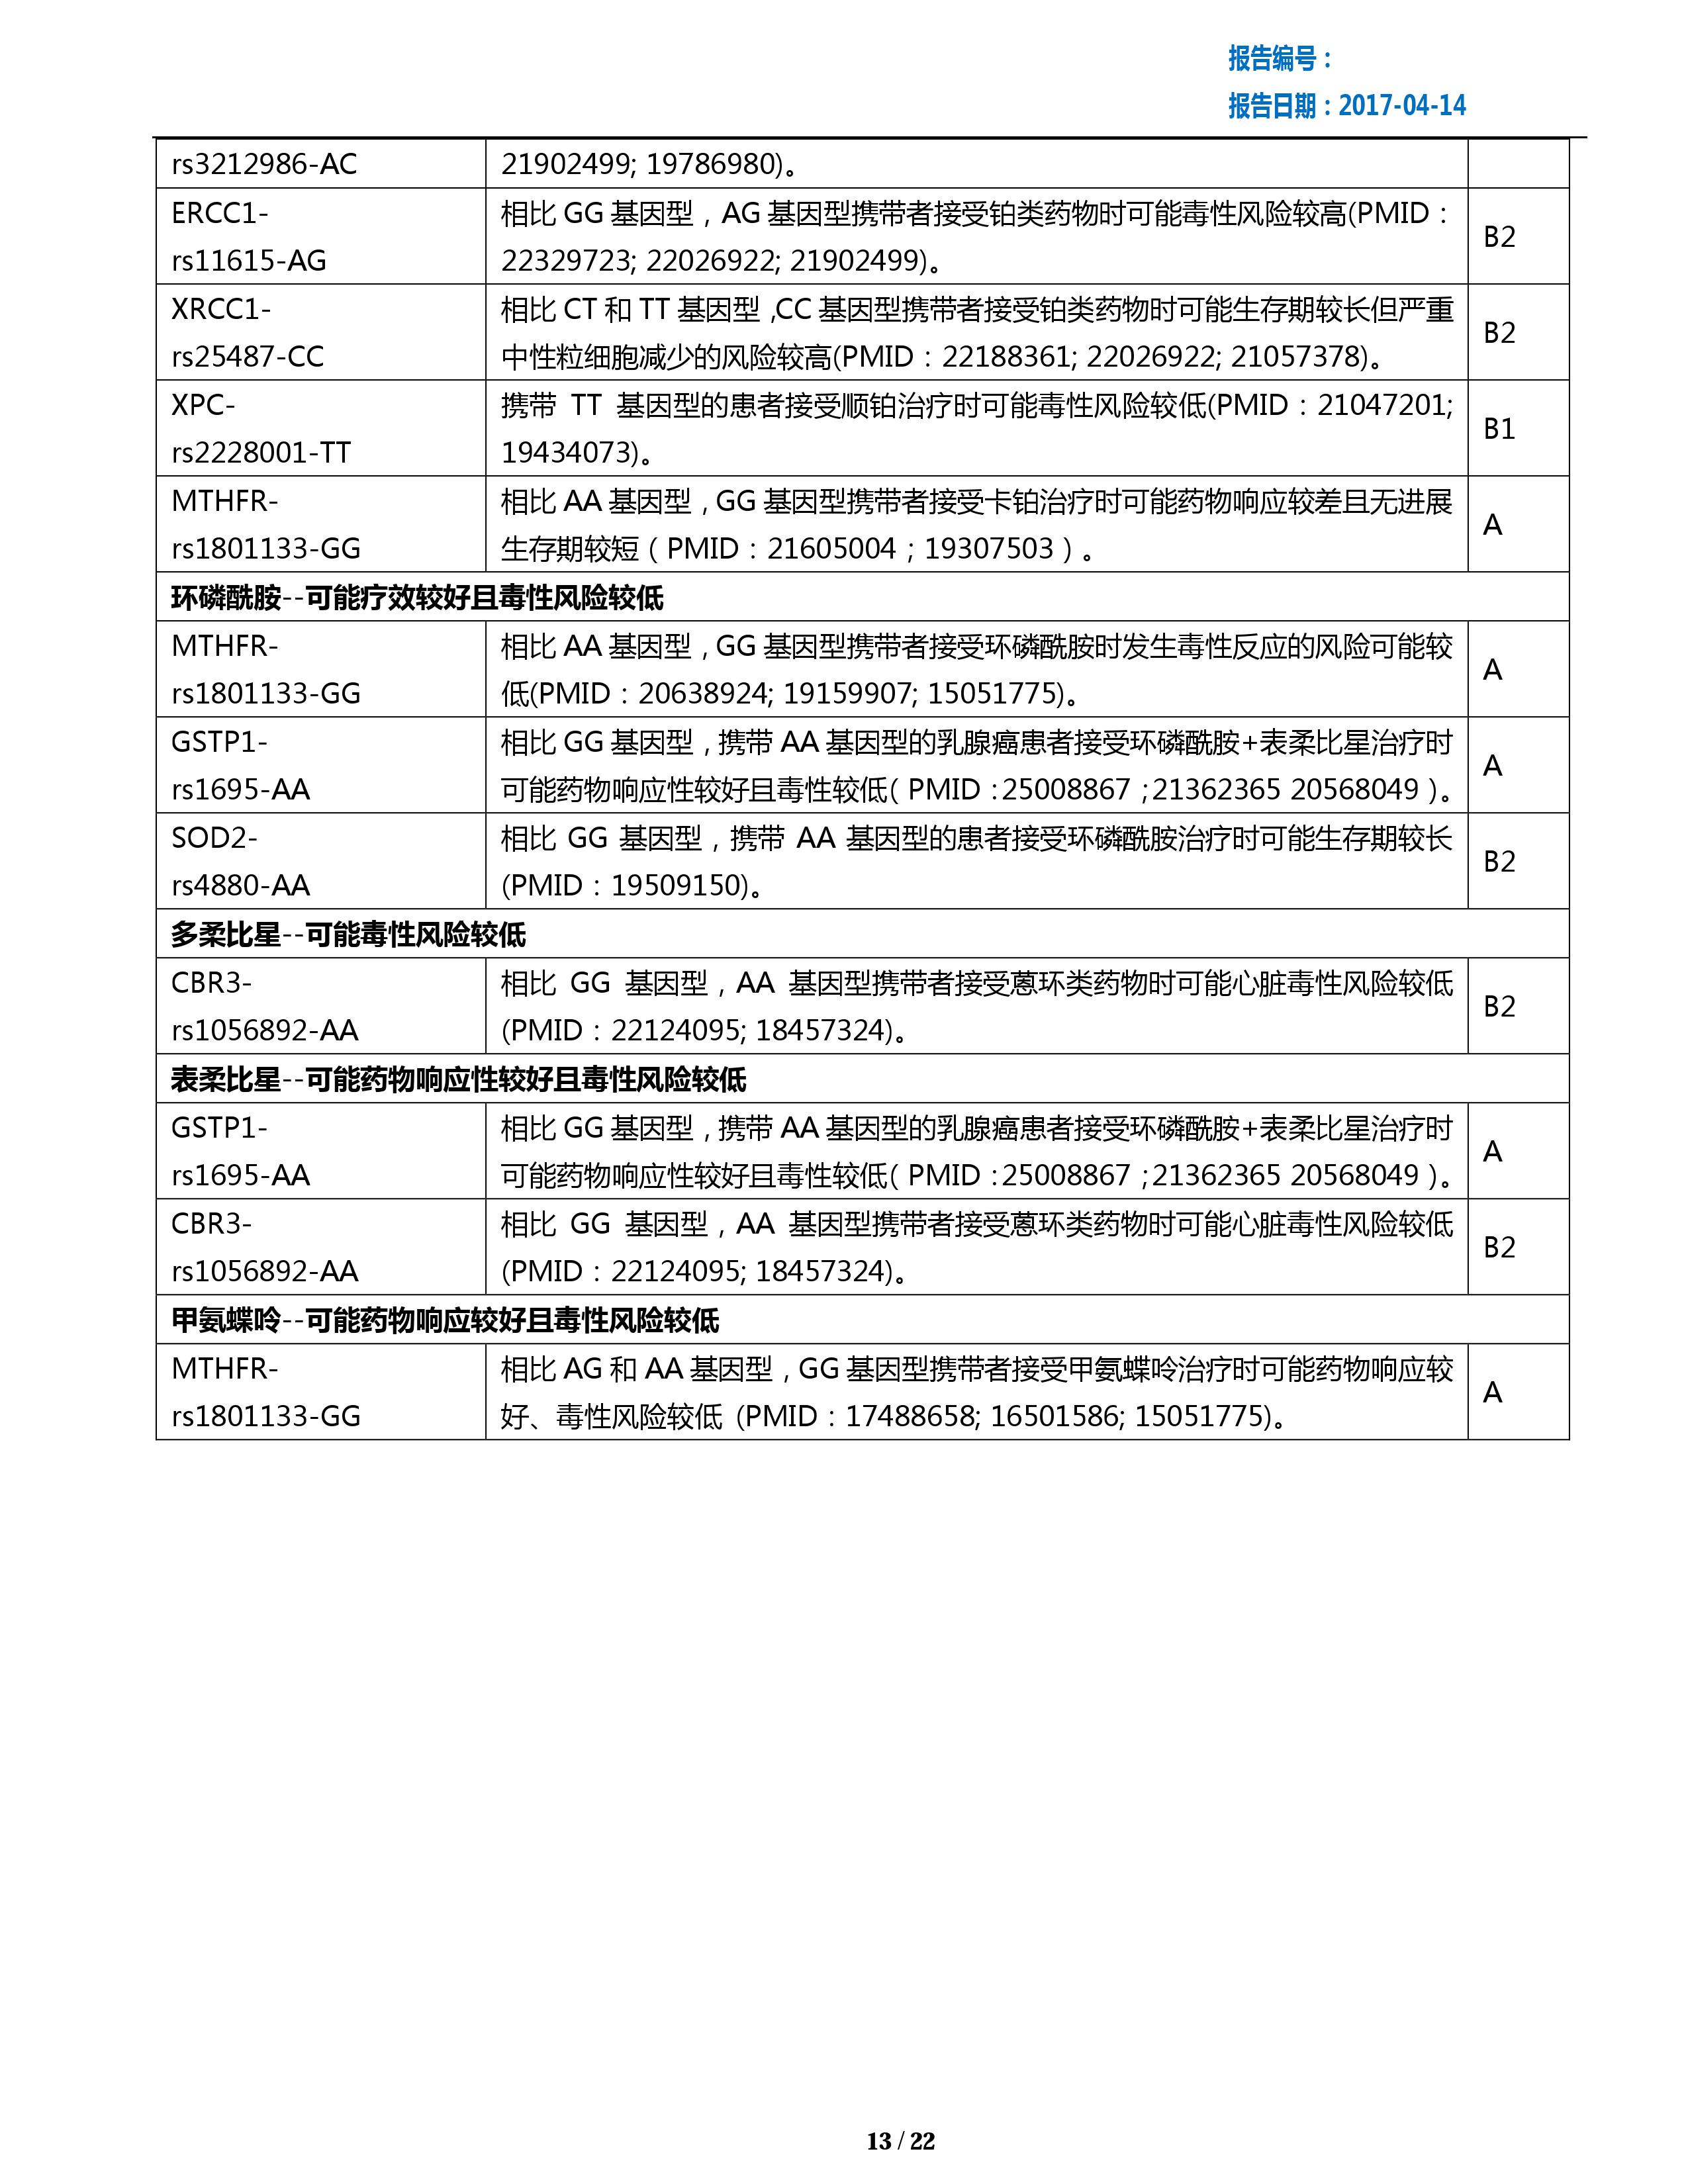 报告编号：
报告日期：2017-04-14
rs3212986-AC
21902499; 19786980)。
ERCC1-
rs11615-AG
相比 GG 基因型，AG 基因型携带者接受铂类药物时可能毒性风险较高(PMID：
22329723; 22026922; 21902499)。
B2
XRCC1-
rs25487-CC
相比 CT 和 TT 基因型，CC 基因型携带者接受铂类药物时可能生存期较长但严重
中性粒细胞减少的风险较高(PMID：22188361; 22026922; 21057378)。
B2
XPC-
rs2228001-TT
携带 TT 基因型的患者接受顺铂治疗时可能毒性风险较低(PMID：21047201;
19434073)。
B1
MTHFR-
rs1801133-GG
相比 AA 基因型，GG 基因型携带者接受卡铂治疗时可能药物响应较差且无进展
生存期较短（PMID：21605004；19307503）。
A
环磷酰胺--可能疗效较好且毒性风险较低
MTHFR-
rs1801133-GG
相比 AA 基因型，GG 基因型携带者接受环磷酰胺时发生毒性反应的风险可能较
低(PMID：20638924; 19159907; 15051775)。
A
GSTP1-
rs1695-AA
相比 GG 基因型，携带 AA 基因型的乳腺癌患者接受环磷酰胺+表柔比星治疗时
可能药物响应性较好且毒性较低（PMID：25008867；21362365 20568049）。
A
SOD2-
rs4880-AA
相比 GG 基因型，携带 AA 基因型的患者接受环磷酰胺治疗时可能生存期较长
(PMID：19509150)。
B2
多柔比星--可能毒性风险较低
CBR3-
rs1056892-AA
相比 GG 基因型，AA 基因型携带者接受蒽环类药物时可能心脏毒性风险较低
(PMID：22124095; 18457324)。
B2
表柔比星--可能药物响应性较好且毒性风险较低
GSTP1-
rs1695-AA
相比 GG 基因型，携带 AA 基因型的乳腺癌患者接受环磷酰胺+表柔比星治疗时
可能药物响应性较好且毒性较低（PMID：25008867；21362365 20568049）。
A
CBR3-
rs1056892-AA
相比 GG 基因型，AA 基因型携带者接受蒽环类药物时可能心脏毒性风险较低
(PMID：22124095; 18457324)。
B2
甲氨蝶呤--可能药物响应较好且毒性风险较低
MTHFR-
rs1801133-GG
相比 AG 和 AA 基因型，GG 基因型携带者接受甲氨蝶呤治疗时可能药物响应较
好、毒性风险较低 (PMID：17488658; 16501586; 15051775)。
A
13 / 22